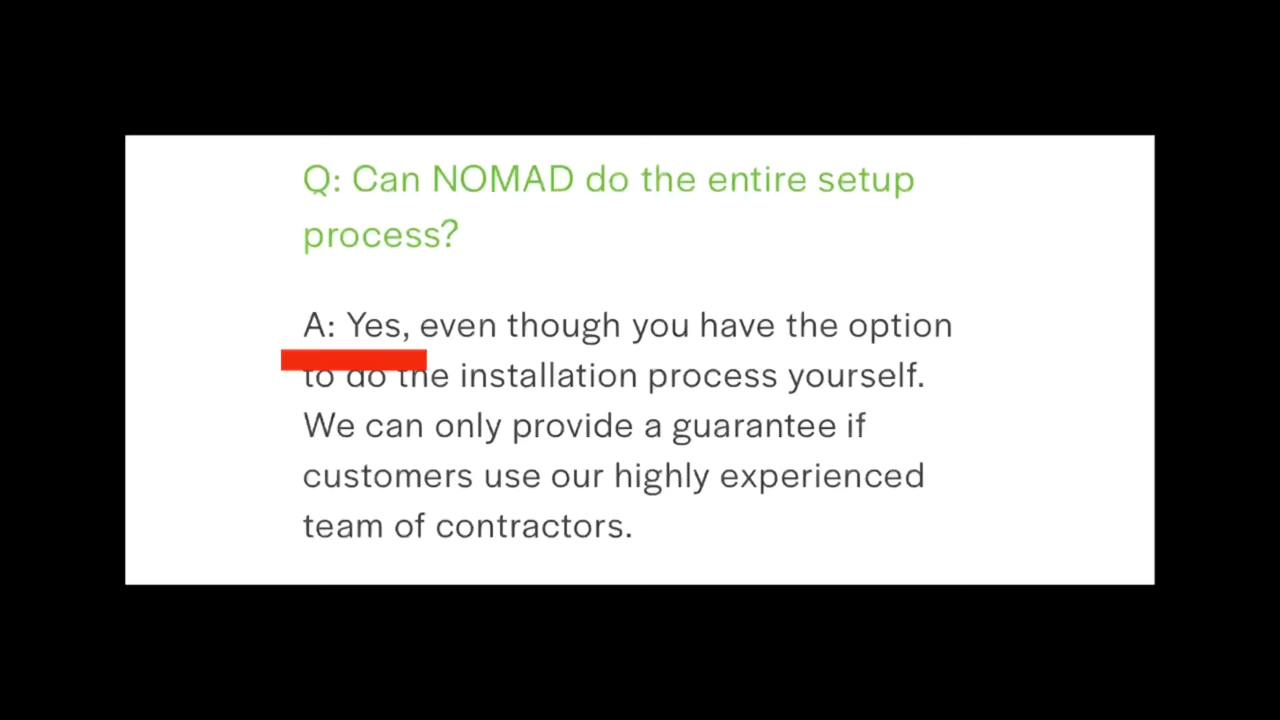 Q: Can NOMAD do the entire setup
process?
A: Yes, even though you have the option
to do the installation process yourself.
We can only provide a guarantee if
customers use our highly experienced
team of contractors.